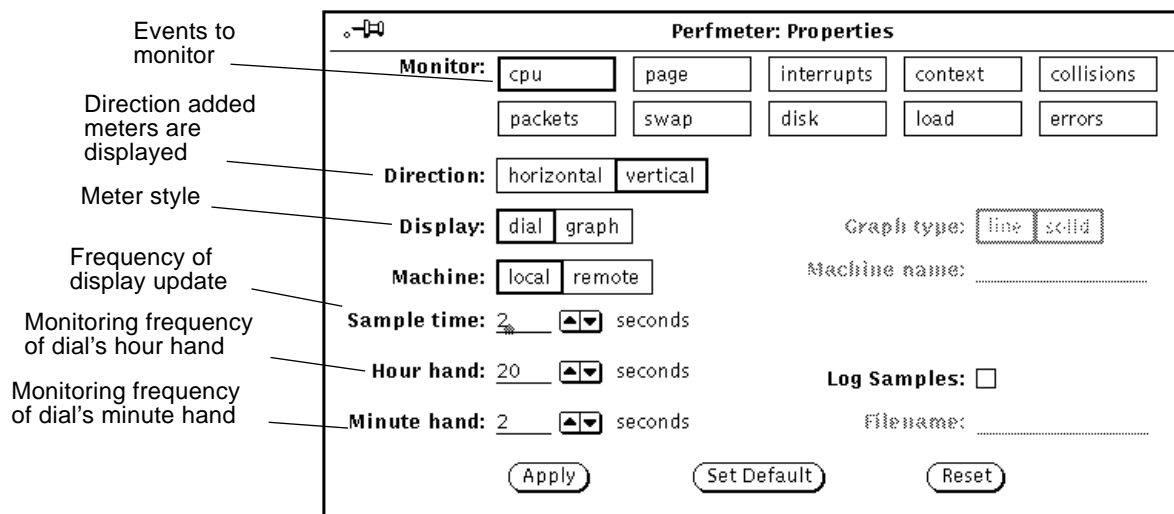 Events to
monitor
Direction added
meters are
displayed
Meter style
Frequency of
display update
Monitoring frequency
of dial's hour hand
Monitoring frequency
of dial's minute hand
Perfmeter: Properties
Monitor: cpu page interrupts context collisions
packets swap disk load errors
Direction: horizontal vertical
Display: dial graph Graph type: line solid
Machine: local remote Machine name:
Sample time: 2 seconds
Hour hand: 20 seconds Log Samples:
Minute hand: 2 seconds Filename:
Apply Set Default Reset